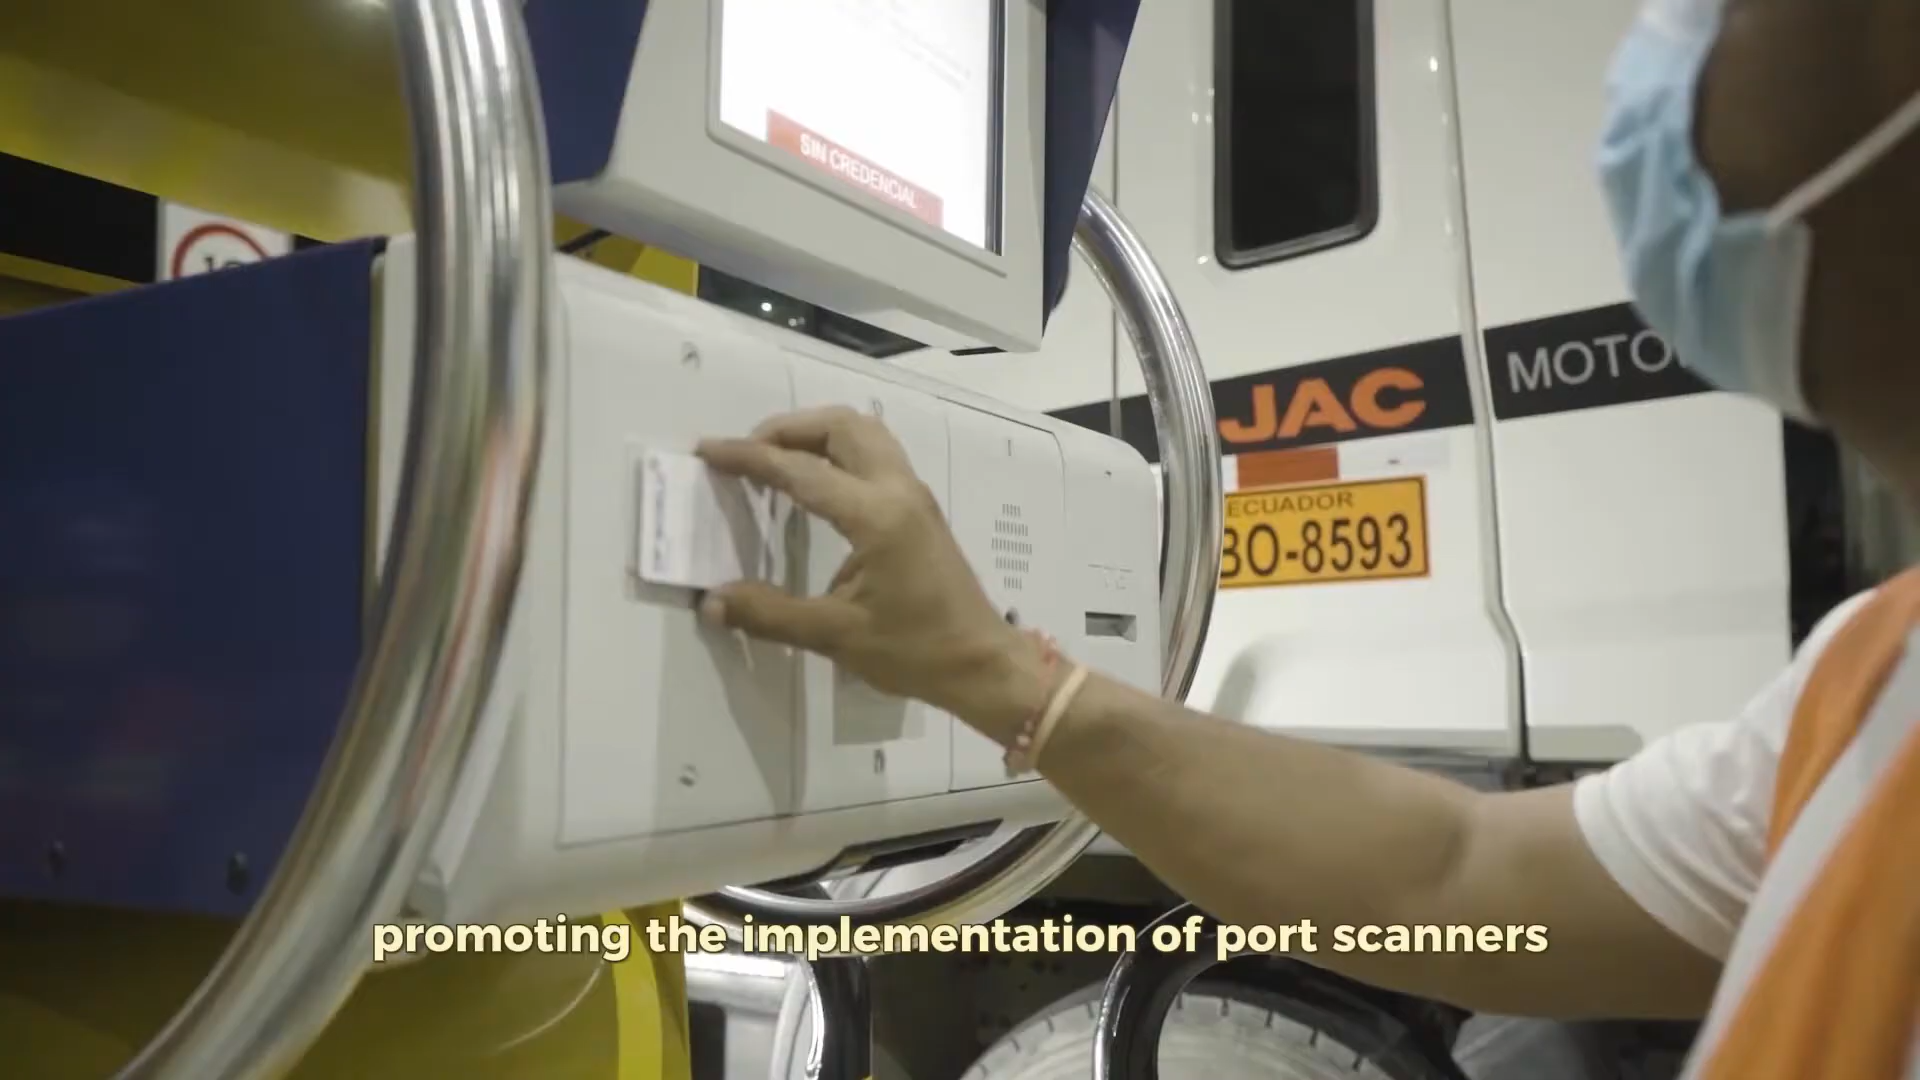 SIN CREDENCIAL
JAC
MOTO
ECUADOR
BO-8593
promoting the implementation of port scanners